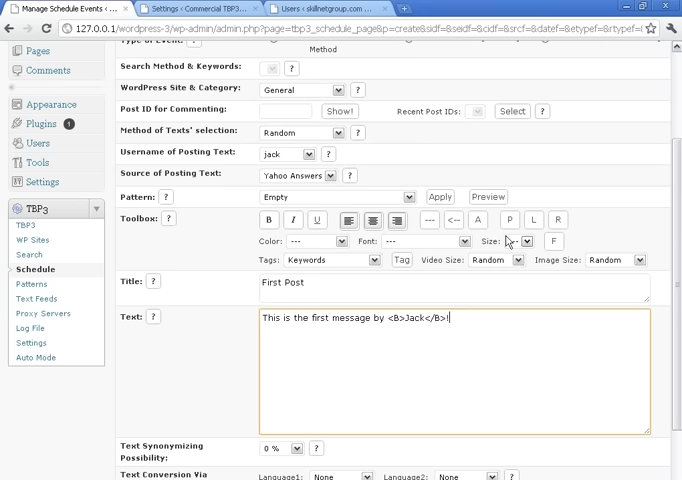 Manage Schedule Events ‹ ...
Settings ‹ Commercial TBP3...
Users ‹ skillnetgroup.com ...
127.0.0.1/wordpress-3/wp-admin/admin.php?page=tbp3_schedule_page&p=create&sidf=&seidf=&cidf=&srchf=&datef=&etypef=&rtypef=&
Type of Event:
Method
Search Method & Keywords: ?
WordPress Site & Category: General ?
Post ID for Commenting: Show! Recent Post IDs: Select ?
Method of Texts' selection: Random ?
Username of Posting Text: jack ?
Source of Posting Text: Yahoo Answers ?
Pattern: ? Empty Apply Preview
Toolbox: ? B I U --- <-- A P L R
Color: --- Font: --- Size: --- F
Tags: Keywords Tag Video Size: Random Image Size: Random
Title: ? First Post
Text: ? This is the first message by <B>Jack</B>!
Text Synonymizing
Possibility: 0 % ?
Text Conversion Via Language1: None Language2: None ?
Pages
Comments
Appearance
Plugins 1
Users
Tools
Settings
TBP3
TBP3
WP Sites
Search
Schedule
Patterns
Text Feeds
Proxy Servers
Log File
Settings
Auto Mode